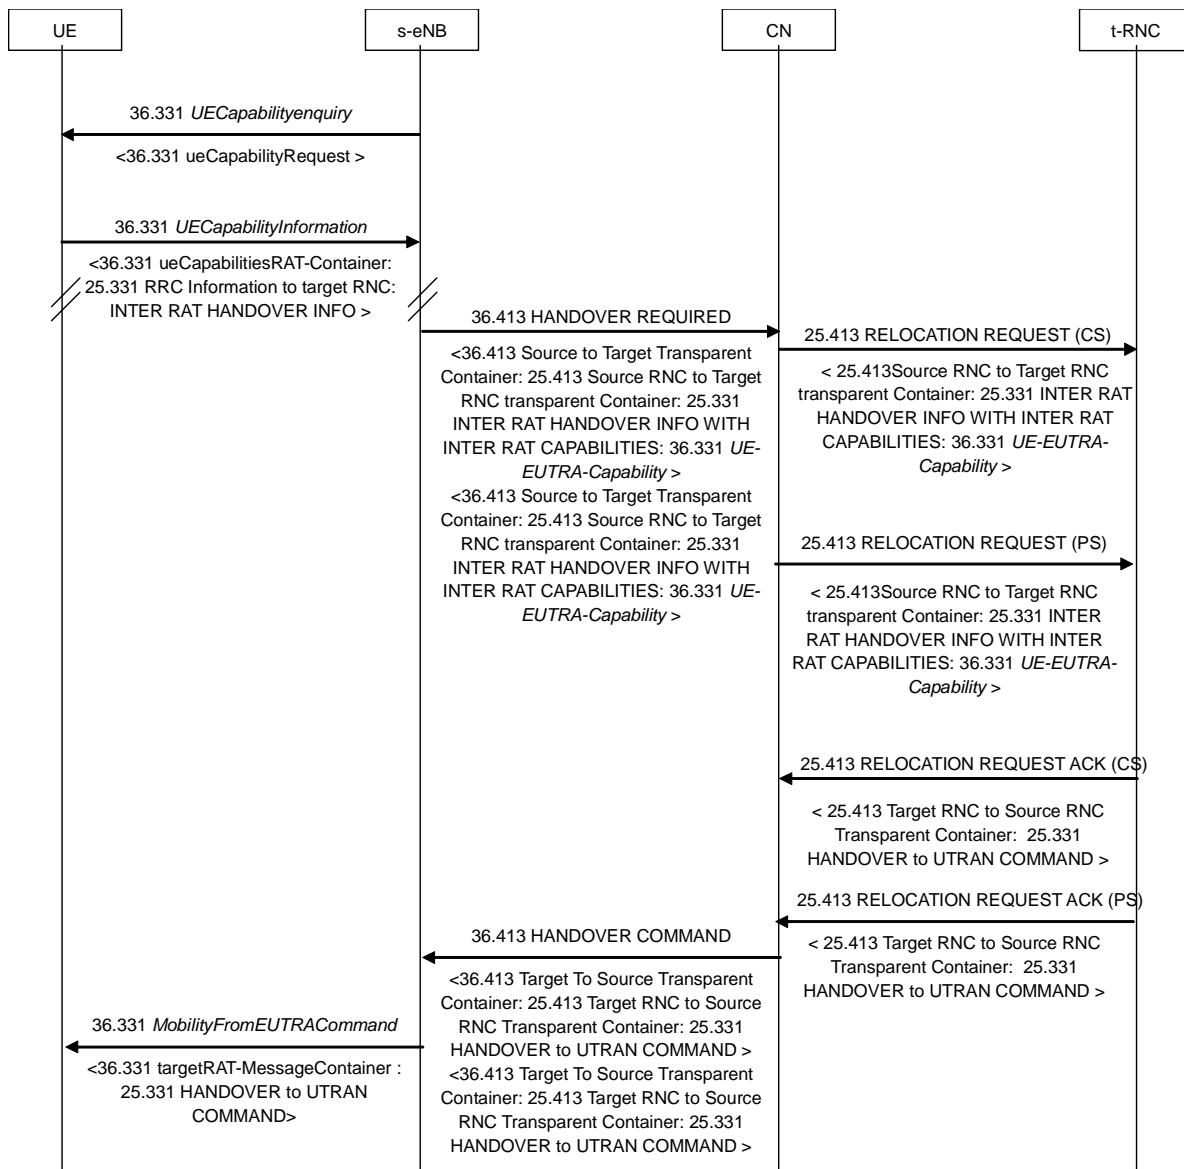 UE
s-eNB
CN
t-RNC
36.331 UECapabilityenquiry
<36.331 ueCapabilityRequest >
36.331 UECapabilityInformation
<36.331 ueCapabilitiesRAT-Container:
25.331 RRC Information to target RNC:
INTER RAT HANDOVER INFO >
36.413 HANDOVER REQUIRED
<36.413 Source to Target Transparent
Container: 25.413 Source RNC to Target
RNC transparent Container: 25.331
INTER RAT HANDOVER INFO WITH
INTER RAT CAPABILITIES: 36.331 UE-
EUTRA-Capability >
<36.413 Source to Target Transparent
Container: 25.413 Source RNC to Target
RNC transparent Container: 25.331
INTER RAT HANDOVER INFO WITH
INTER RAT CAPABILITIES: 36.331 UE-
EUTRA-Capability >
25.413 RELOCATION REQUEST (CS)
< 25.413Source RNC to Target RNC
transparent Container: 25.331 INTER RAT
HANDOVER INFO WITH INTER RAT
CAPABILITIES: 36.331 UE-EUTRA-
Capability >
25.413 RELOCATION REQUEST (PS)
< 25.413Source RNC to Target RNC
transparent Container: 25.331 INTER
RAT HANDOVER INFO WITH INTER
RAT CAPABILITIES: 36.331 UE-EUTRA-
Capability >
25.413 RELOCATION REQUEST ACK (CS)
< 25.413 Target RNC to Source RNC
Transparent Container: 25.331
HANDOVER to UTRAN COMMAND >
25.413 RELOCATION REQUEST ACK (PS)
< 25.413 Target RNC to Source RNC
Transparent Container: 25.331
HANDOVER to UTRAN COMMAND >
36.413 HANDOVER COMMAND
<36.413 Target To Source Transparent
Container: 25.413 Target RNC to Source
RNC Transparent Container: 25.331
HANDOVER to UTRAN COMMAND >
<36.413 Target To Source Transparent
Container: 25.413 Target RNC to Source
RNC Transparent Container: 25.331
HANDOVER to UTRAN COMMAND >
36.331 MobilityFromEUTRACommand
<36.331 targetRAT-MessageContainer :
25.331 HANDOVER to UTRAN
COMMAND>